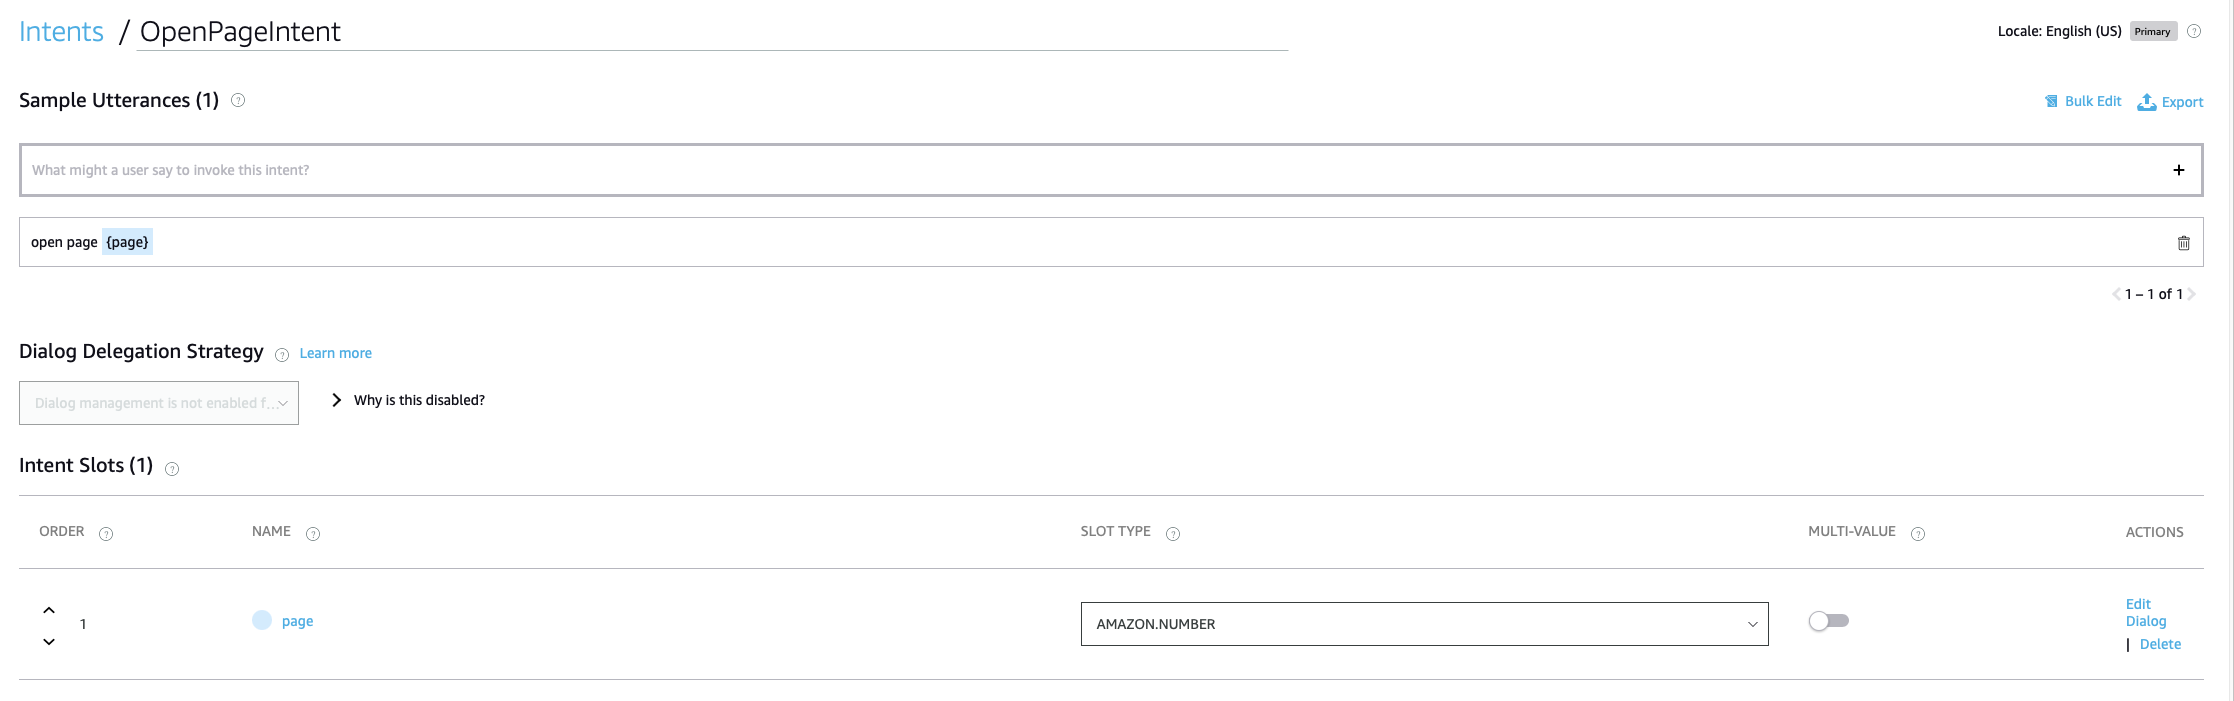 Intents / OpenPageIntent
Locale: English (US) Primary ?
Sample Utterances (1) ?
Bulk Edit Export
What might a user say to invoke this intent? +
open page {page}
1 – 1 of 1
Dialog Delegation Strategy ? Learn more
Dialog management is not enabled f...
Why is this disabled?
Intent Slots (1) ?
ORDER ? NAME ? SLOT TYPE ? MULTI-VALUE ? ACTIONS
1 page AMAZON.NUMBER
Edit
Dialog
| Delete